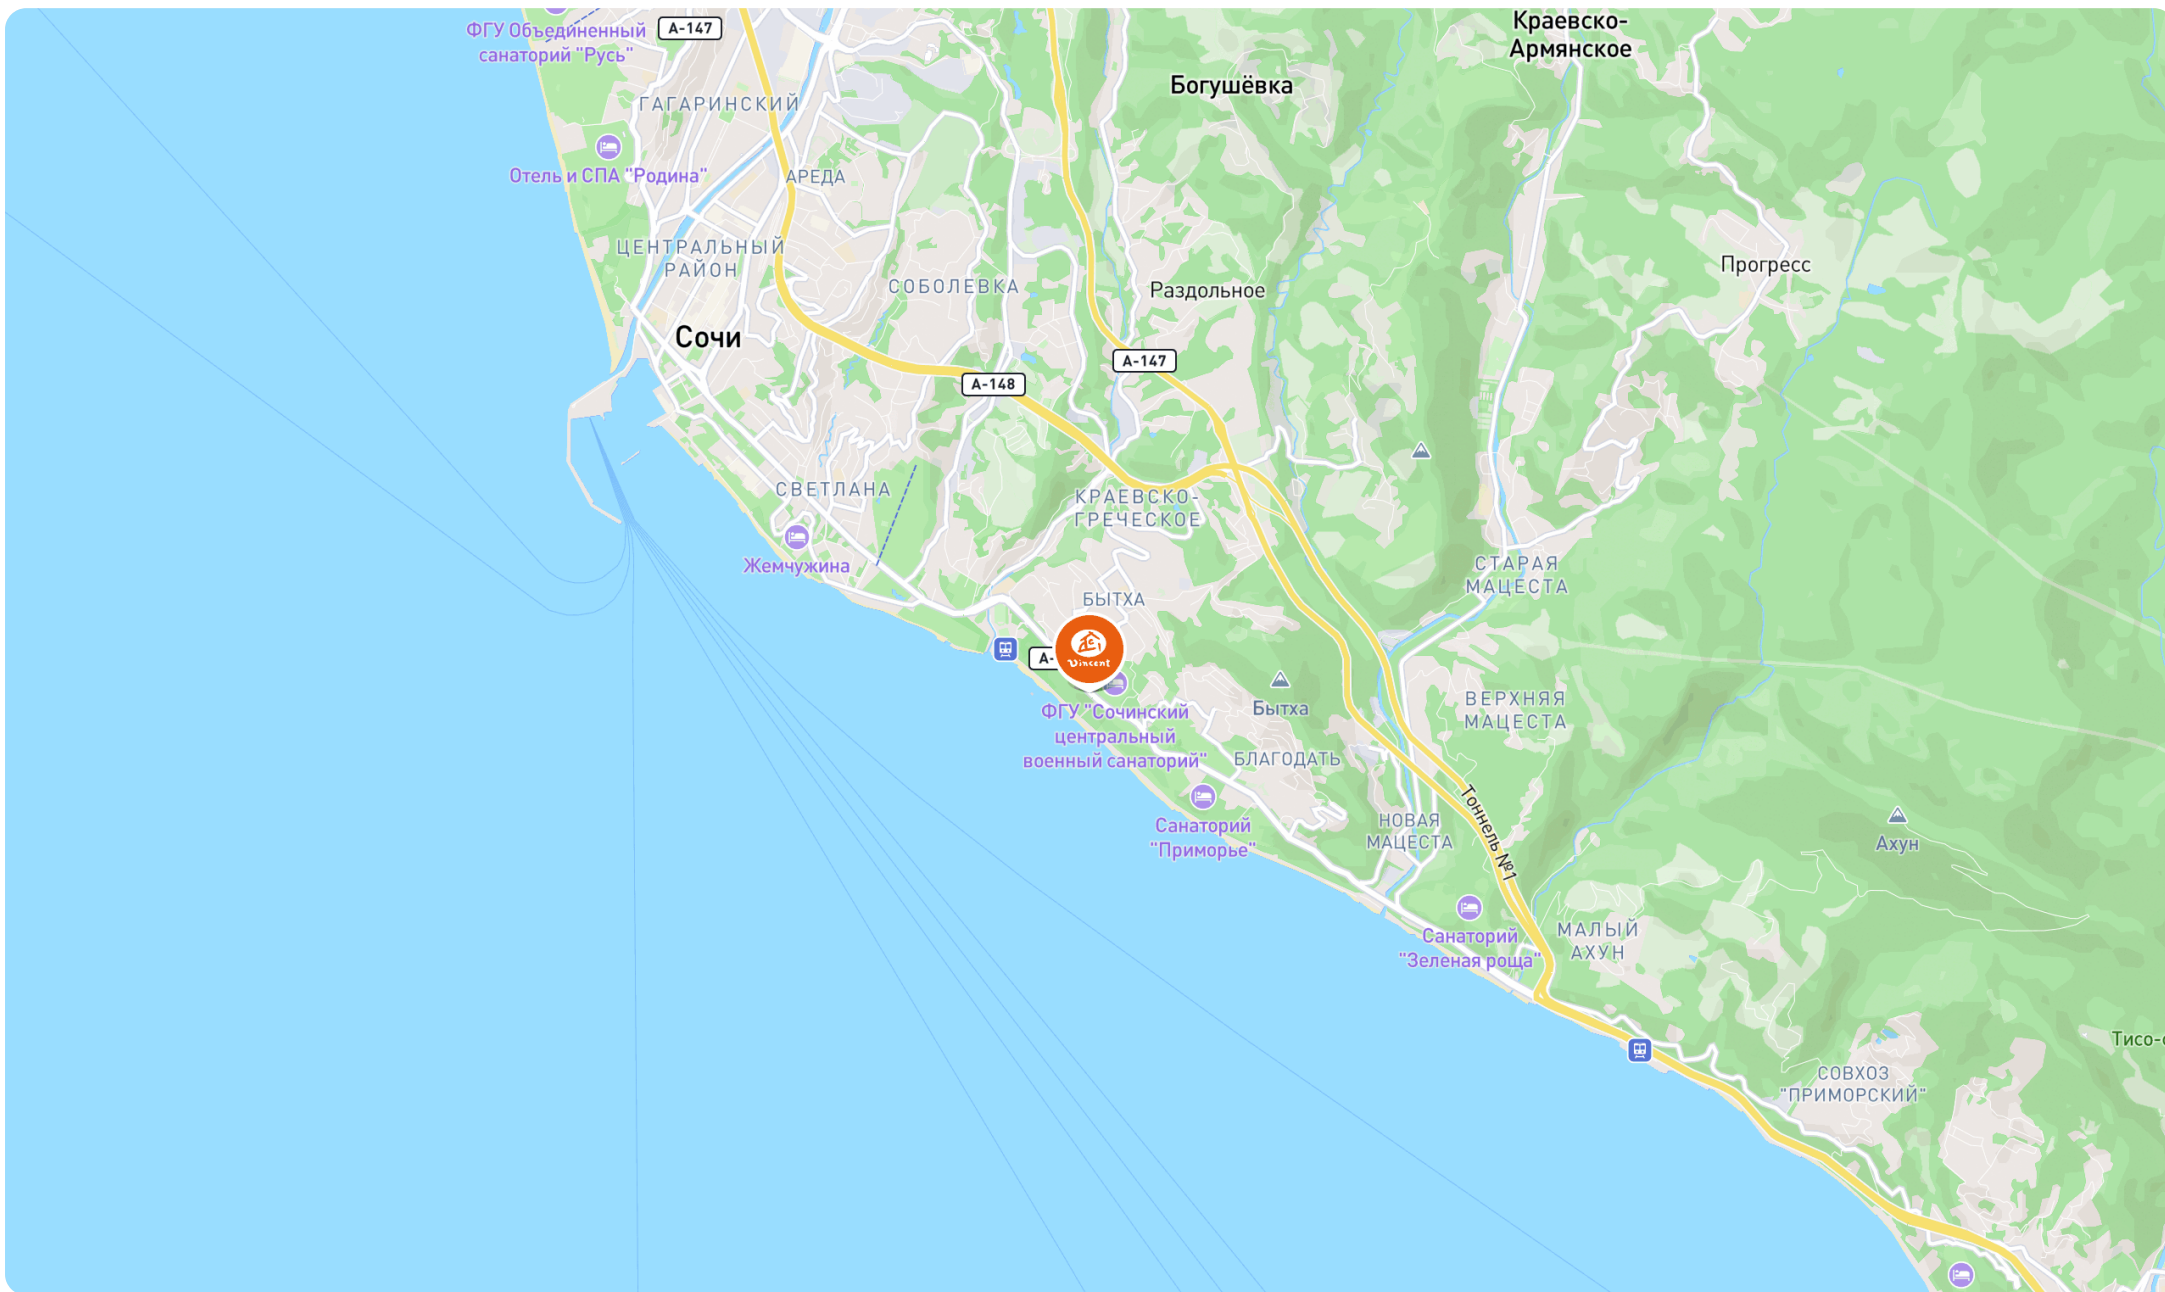 ФГУ Объединенный
санаторий "Русь"
А-147
Краевско-
Армянское
Богушёвка
ГАГАРИНСКИЙ
Отель и СПА "Родина"
АРЕДА
ЦЕНТРАЛЬНЫЙ
РАЙОН
СОБОЛЕВКА
Раздольное
Прогресс
Сочи
А-147
А-148
СВЕТЛАНА
КРАЕВСКО-
ГРЕЧЕСКОЕ
Жемчужина
СТАРАЯ
МАЦЕСТА
БЫТХА
А-
Vincent
ФГУ "Сочинский
центральный
военный санаторий"
Бытха
ВЕРХНЯЯ
МАЦЕСТА
БЛАГОДАТЬ
Санаторий
"Приморье"
НОВАЯ
МАЦЕСТА
Тоннель №1
Ахун
Санаторий
"Зеленая роща"
МАЛЫЙ
АХУН
Тисо-с
СОВХОЗ
"ПРИМОРСКИЙ"